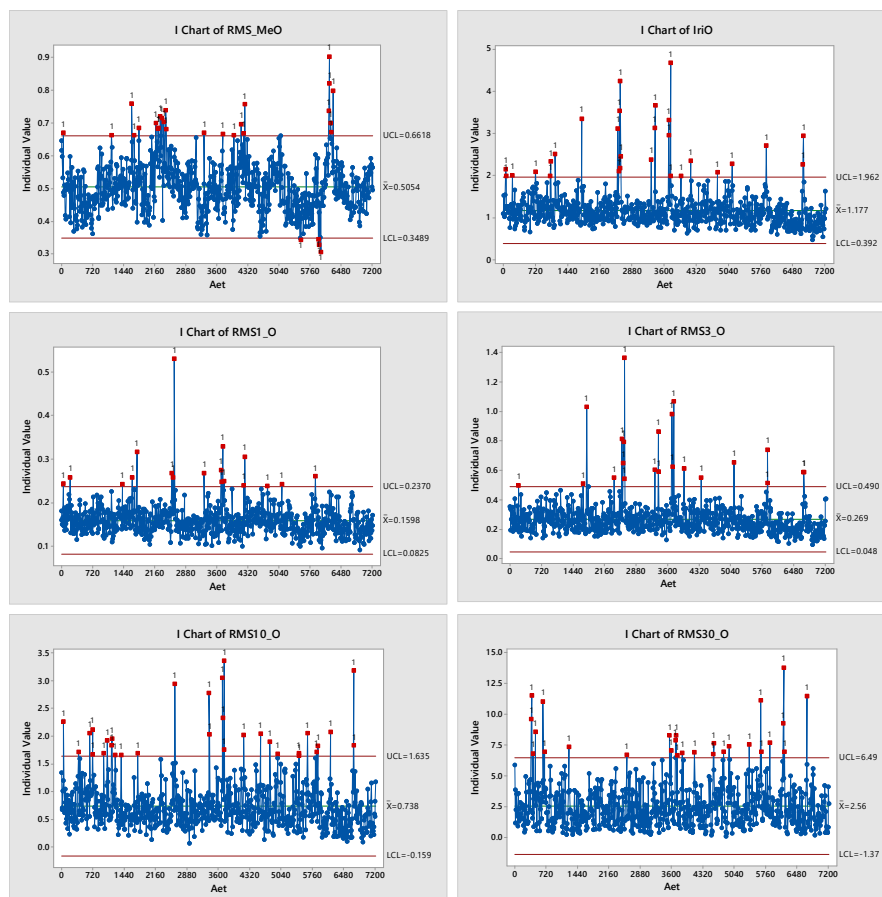 I Chart of RMS_MeO
Individual Value
0.9
0.8
0.7
0.6
0.5
0.4
0.3
UCL=0.6618
X̄=0.5054
LCL=0.3489
0 720 1440 2160 2880 3600 4320 5040 5760 6480 7200
Aet
I Chart of IriO
Individual Value
5
4
3
2
1
0
UCL=1.962
X̄=1.177
LCL=0.392
0 720 1440 2160 2880 3600 4320 5040 5760 6480 7200
Aet
I Chart of RMS1_O
Individual Value
0.5
0.4
0.3
0.2
0.1
UCL=0.2370
X̄=0.1598
LCL=0.0825
0 720 1440 2160 2880 3600 4320 5040 5760 6480 7200
Aet
I Chart of RMS3_O
Individual Value
1.4
1.2
1.0
0.8
0.6
0.4
0.2
0.0
UCL=0.490
X̄=0.269
LCL=0.048
0 720 1440 2160 2880 3600 4320 5040 5760 6480 7200
Aet
I Chart of RMS10_O
Individual Value
3.5
3.0
2.5
2.0
1.5
1.0
0.5
0.0
UCL=1.635
X̄=0.738
LCL=-0.159
0 720 1440 2160 2880 3600 4320 5040 5760 6480 7200
Aet
I Chart of RMS30_O
Individual Value
15.0
12.5
10.0
7.5
5.0
2.5
0.0
UCL=6.49
X̄=2.56
LCL=-1.37
0 720 1440 2160 2880 3600 4320 5040 5760 6480 7200
Aet